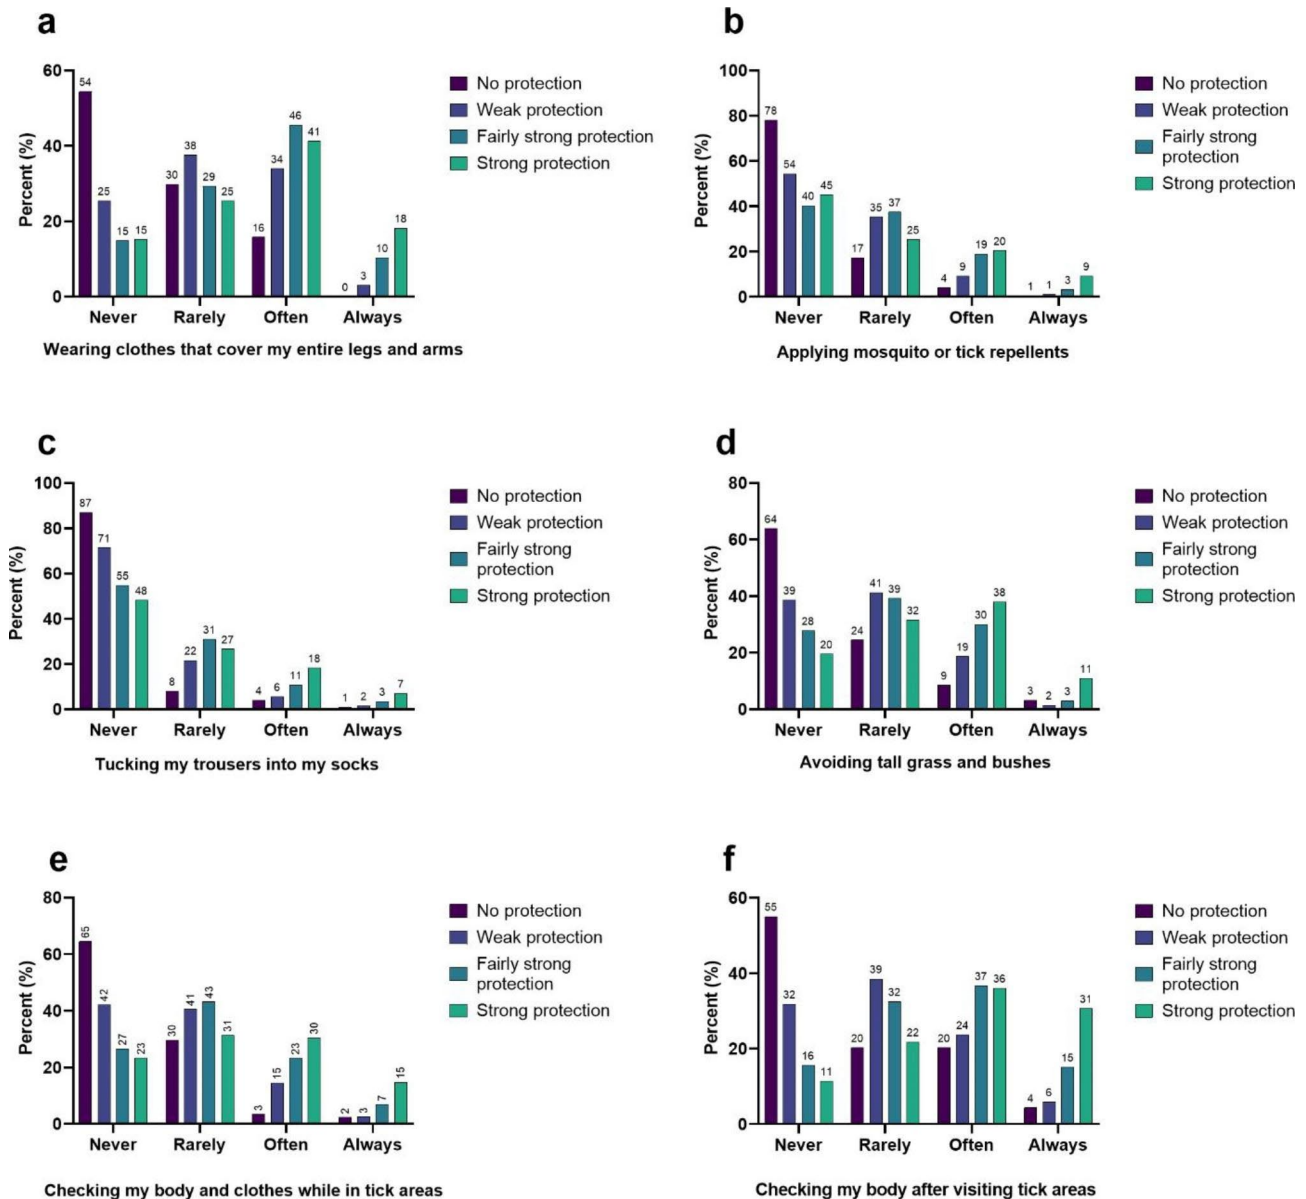 a
60
40
20
0
Percent (%)
54
25
15
15
30
38
29
25
16
34
46
41
0
3
10
18
Never Rarely Often Always
Wearing clothes that cover my entire legs and arms
No protection
Weak protection
Fairly strong protection
Strong protection
b
100
80
60
40
20
0
Percent (%)
78
54
40
45
17
35
37
25
4
9
19
20
1
1
3
9
Never Rarely Often Always
Applying mosquito or tick repellents
No protection
Weak protection
Fairly strong
protection
Strong protection
c
100
80
60
40
20
0
Percent (%)
87
71
55
48
8
22
31
27
4
6
11
18
1
2
3
7
Never Rarely Often Always
Tucking my trousers into my socks
No protection
Weak protection
Fairly strong
protection
Strong protection
d
80
60
40
20
0
Percent (%)
64
39
28
20
24
41
39
32
9
19
30
38
3
2
3
11
Never Rarely Often Always
Avoiding tall grass and bushes
No protection
Weak protection
Fairly strong
protection
Strong protection
e
80
60
40
20
0
Percent (%)
65
42
27
23
30
41
43
31
3
15
23
30
2
3
7
15
Never Rarely Often Always
Checking my body and clothes while in tick areas
No protection
Weak protection
Fairly strong
protection
Strong protection
f
60
40
20
0
Percent (%)
55
32
16
11
20
39
32
22
20
24
37
36
4
6
15
31
Never Rarely Often Always
Checking my body after visiting tick areas
No protection
Weak protection
Fairly strong
protection
Strong protection